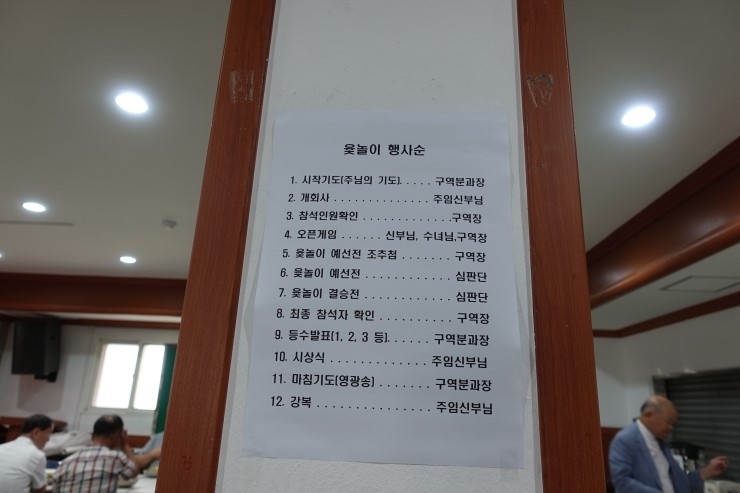 윷놀이 행사순
1. 시작기도(주님의 기도). . . . . 구역분과장
2. 개회사 . . . . . . . . . . . . . . 주임신부님
3. 참석인원확인 . . . . . . . . . . . . .구역장
4. 오픈게임 . . . . . . 신부님, 수녀님,구역장
5. 윷놀이 예선전 조추첨 . . . . . . . 구역장
6. 윷놀이 예선전 . . . . . . . . . . . . 심판단
7. 윷놀이 결승전 . . . . . . . . . . . . 심판단
8. 최종 참석자 확인 . . . . . . . . . . 구역장
9. 등수발표(1, 2, 3 등). . . . . . 구역분과장
10. 시상식 . . . . . . . . . . . . . 주임신부님
11. 마침기도(영광송) . . . . . . . 구역분과장
12. 강복 . . . . . . . . . . . . . . . 주임신부님